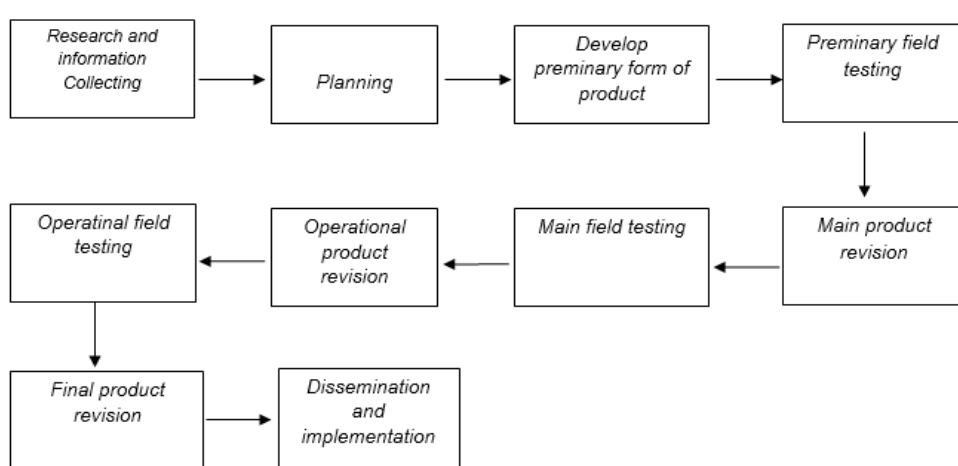 Research and
information
Collecting
Planning
Develop
preminary form of
product
Preminary field
testing
Operatinal field
testing
Operational
product
revision
Main field testing
Main product
revision
Final product
revision
Dissemination
and
implementation